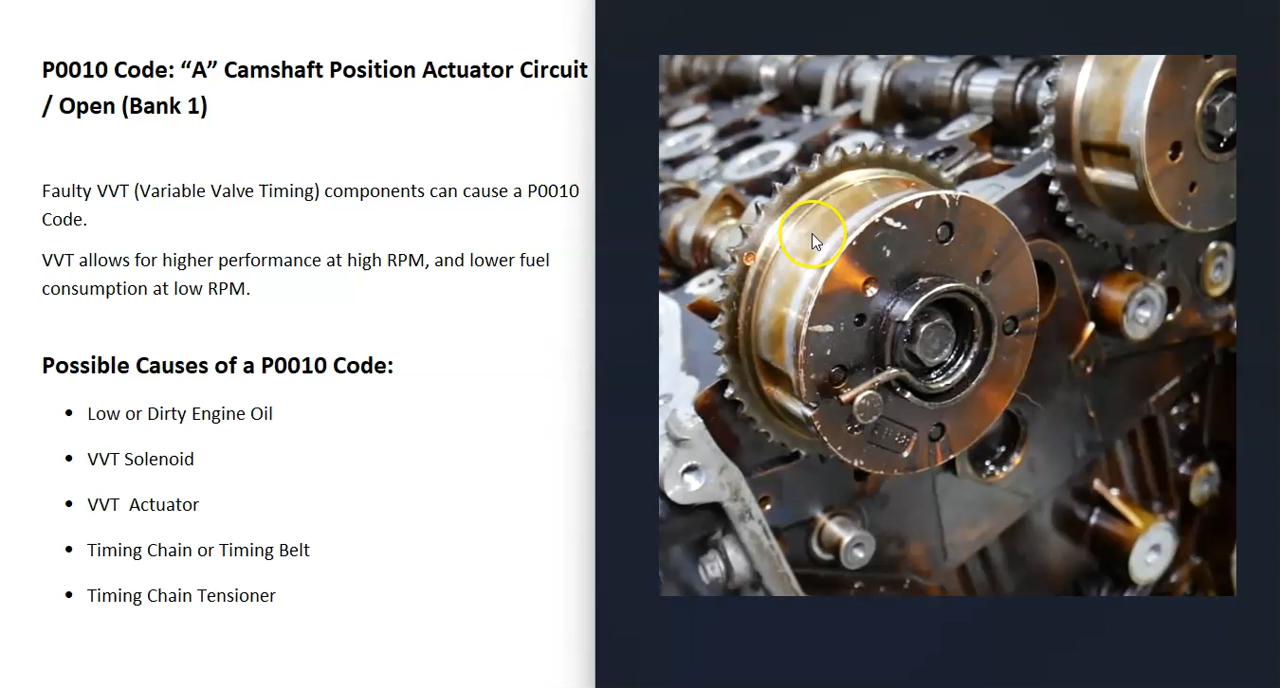 P0010 Code: “A” Camshaft Position Actuator Circuit
/ Open (Bank 1)
Faulty VVT (Variable Valve Timing) components can cause a P0010
Code.
VVT allows for higher performance at high RPM, and lower fuel
consumption at low RPM.
Possible Causes of a P0010 Code:
• Low or Dirty Engine Oil
• VVT Solenoid
• VVT  Actuator
• Timing Chain or Timing Belt
• Timing Chain Tensioner